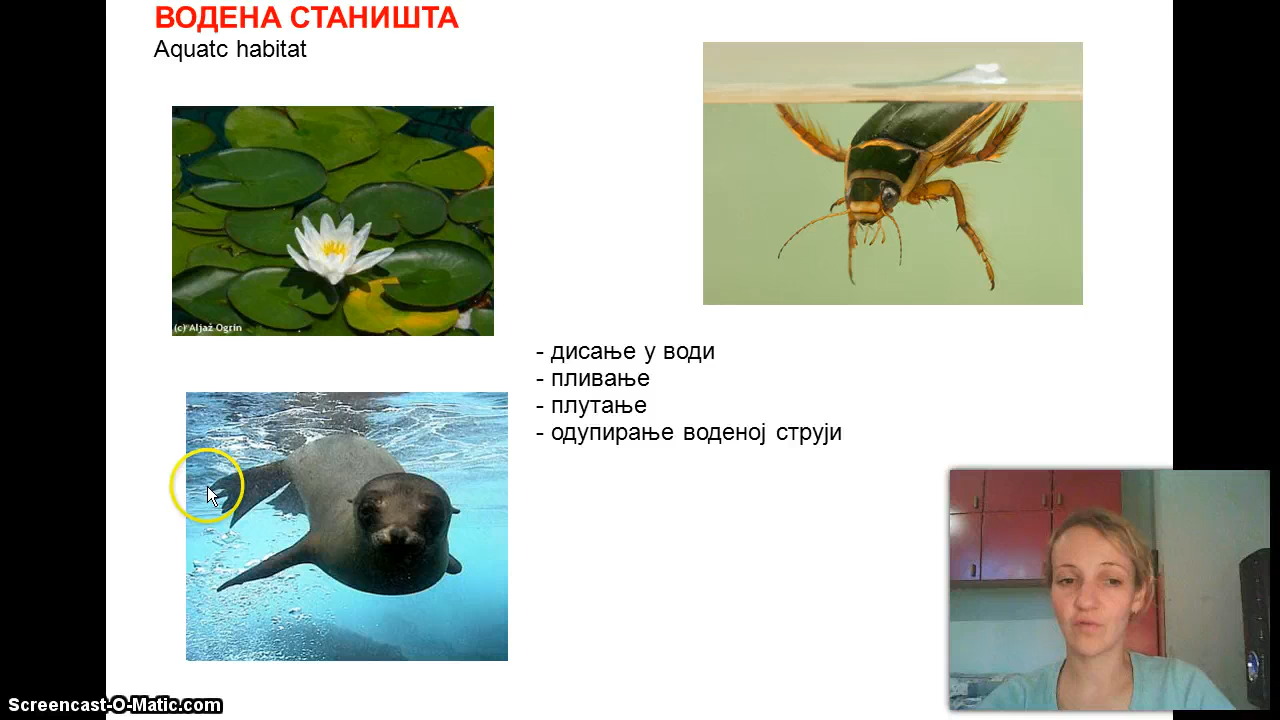 ВОДЕНА СТАНИШТА
Aquatc habitat
(c) Aljaž Ogrin
- дисање у води
- пливање
- плутање
- одупирање воденој струји
Screencast-O-Matic.com